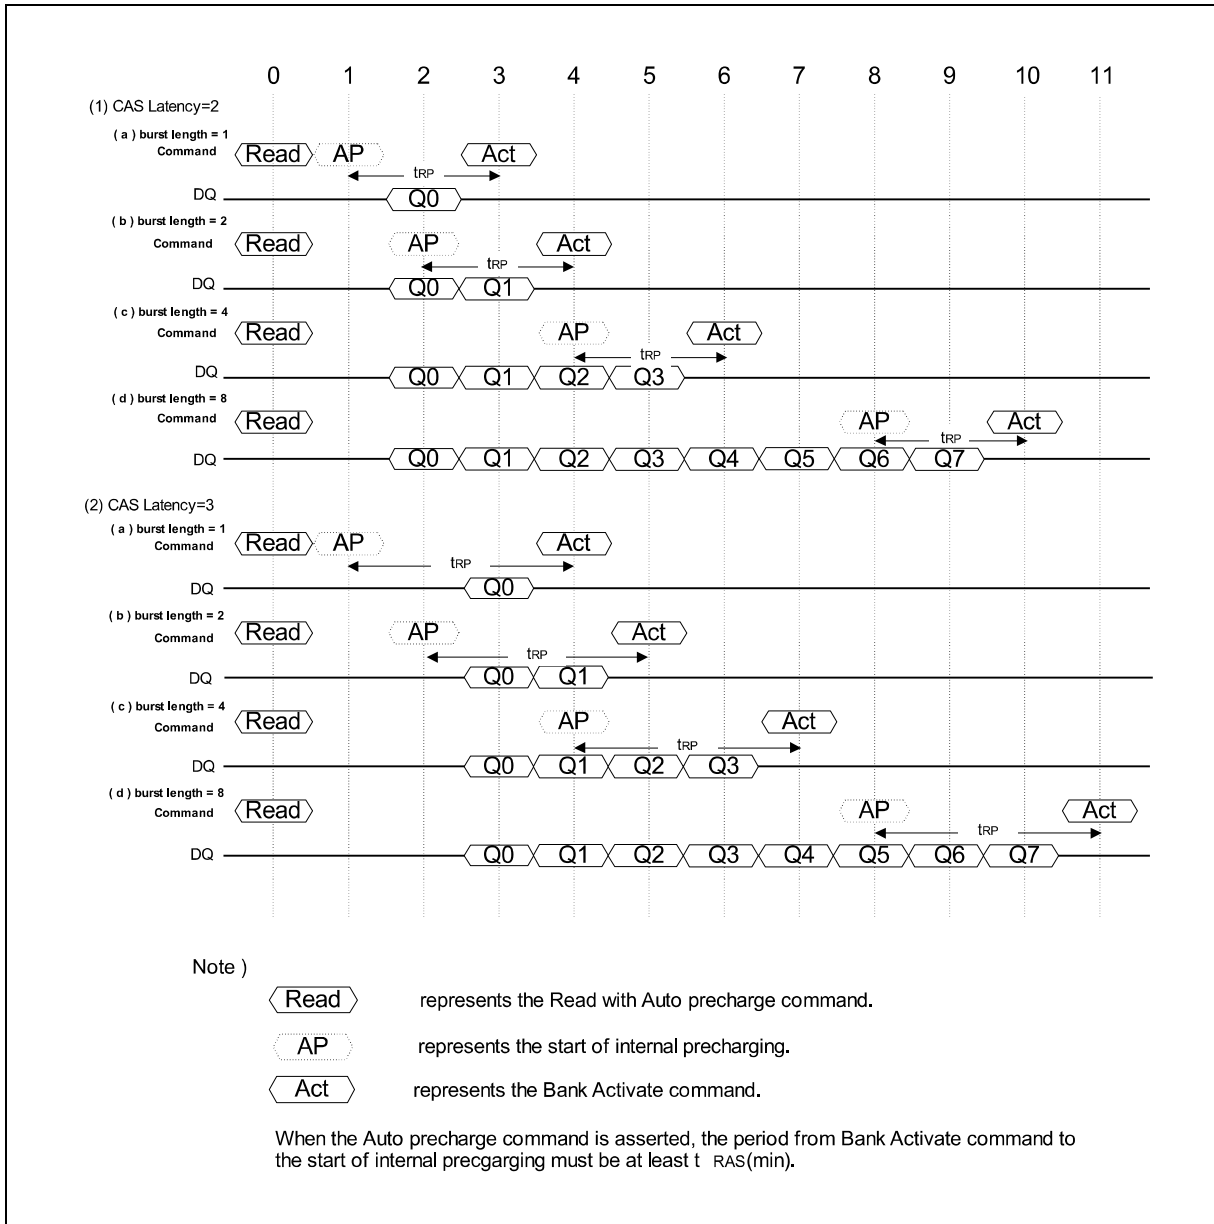 0 1 2 3 4 5 6 7 8 9 10 11
(1) CAS Latency=2
( a ) burst length = 1
Command Read AP Act
tRP
DQ Q0
( b ) burst length = 2
Command Read AP Act
tRP
DQ Q0 Q1
( c ) burst length = 4
Command Read AP Act
tRP
DQ Q0 Q1 Q2 Q3
( d ) burst length = 8
Command Read AP Act
tRP
DQ Q0 Q1 Q2 Q3 Q4 Q5 Q6 Q7
(2) CAS Latency=3
( a ) burst length = 1
Command Read AP Act
tRP
DQ Q0
( b ) burst length = 2
Command Read AP Act
tRP
DQ Q0 Q1
( c ) burst length = 4
Command Read AP Act
tRP
DQ Q0 Q1 Q2 Q3
( d ) burst length = 8
Command Read AP Act
tRP
DQ Q0 Q1 Q2 Q3 Q4 Q5 Q6 Q7
Note )
Read represents the Read with Auto precharge command.
AP represents the start of internal precharging.
Act represents the Bank Activate command.
When the Auto precharge command is asserted, the period from Bank Activate command to
the start of internal precgarging must be at least t RAS(min).